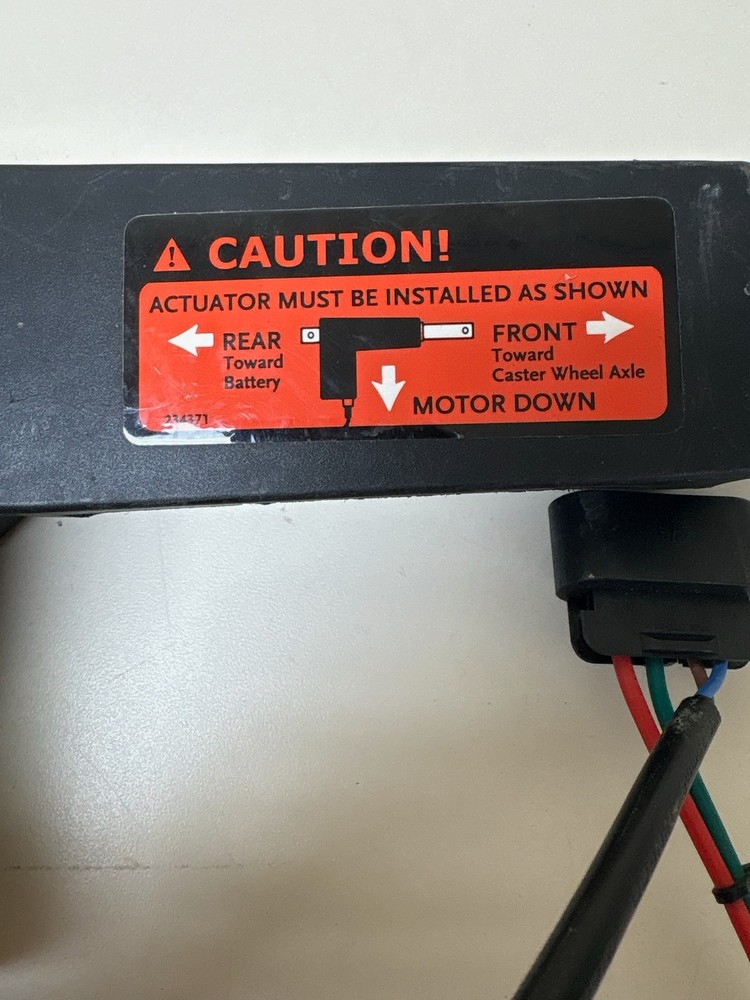 CAUTION!
ACTUATOR MUST BE INSTALLED AS SHOWN
REAR
Toward
Battery
FRONT
Toward
Caster Wheel Axle
MOTOR DOWN
234371